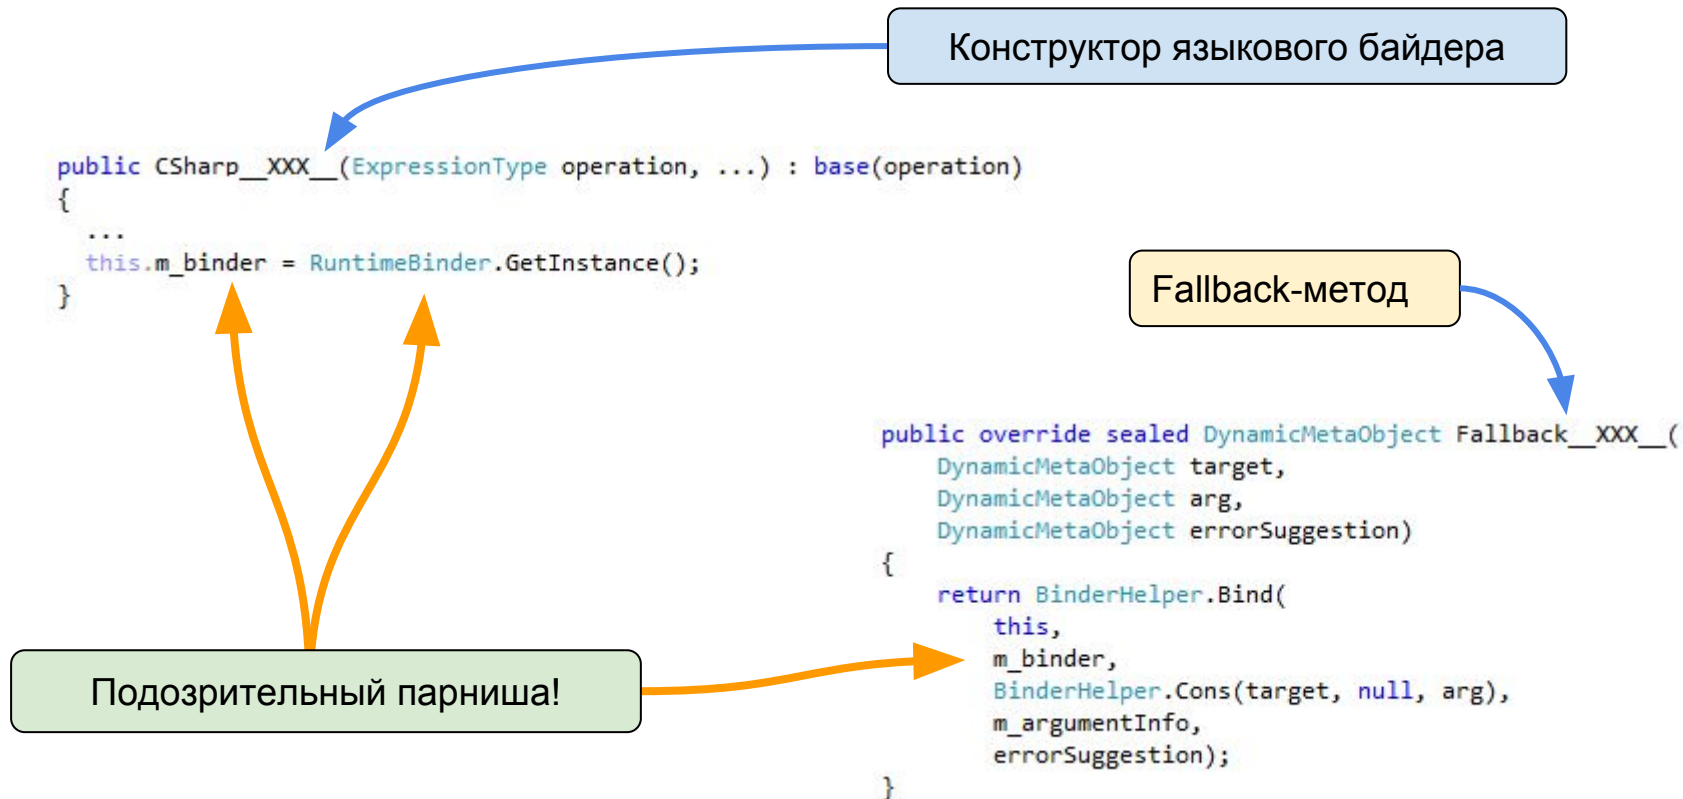 Конструктор языкового байдера
public CSharp__XXX__(ExpressionType operation, ...) : base(operation)
{
...
this.m_binder = RuntimeBinder.GetInstance();
}
Fallback-метод
public override sealed DynamicMetaObject Fallback__XXX__(
DynamicMetaObject target,
DynamicMetaObject arg,
DynamicMetaObject errorSuggestion)
{
return BinderHelper.Bind(
this,
m_binder,
BinderHelper.Cons(target, null, arg),
m_argumentInfo,
errorSuggestion);
}
Подозрительный парниша!